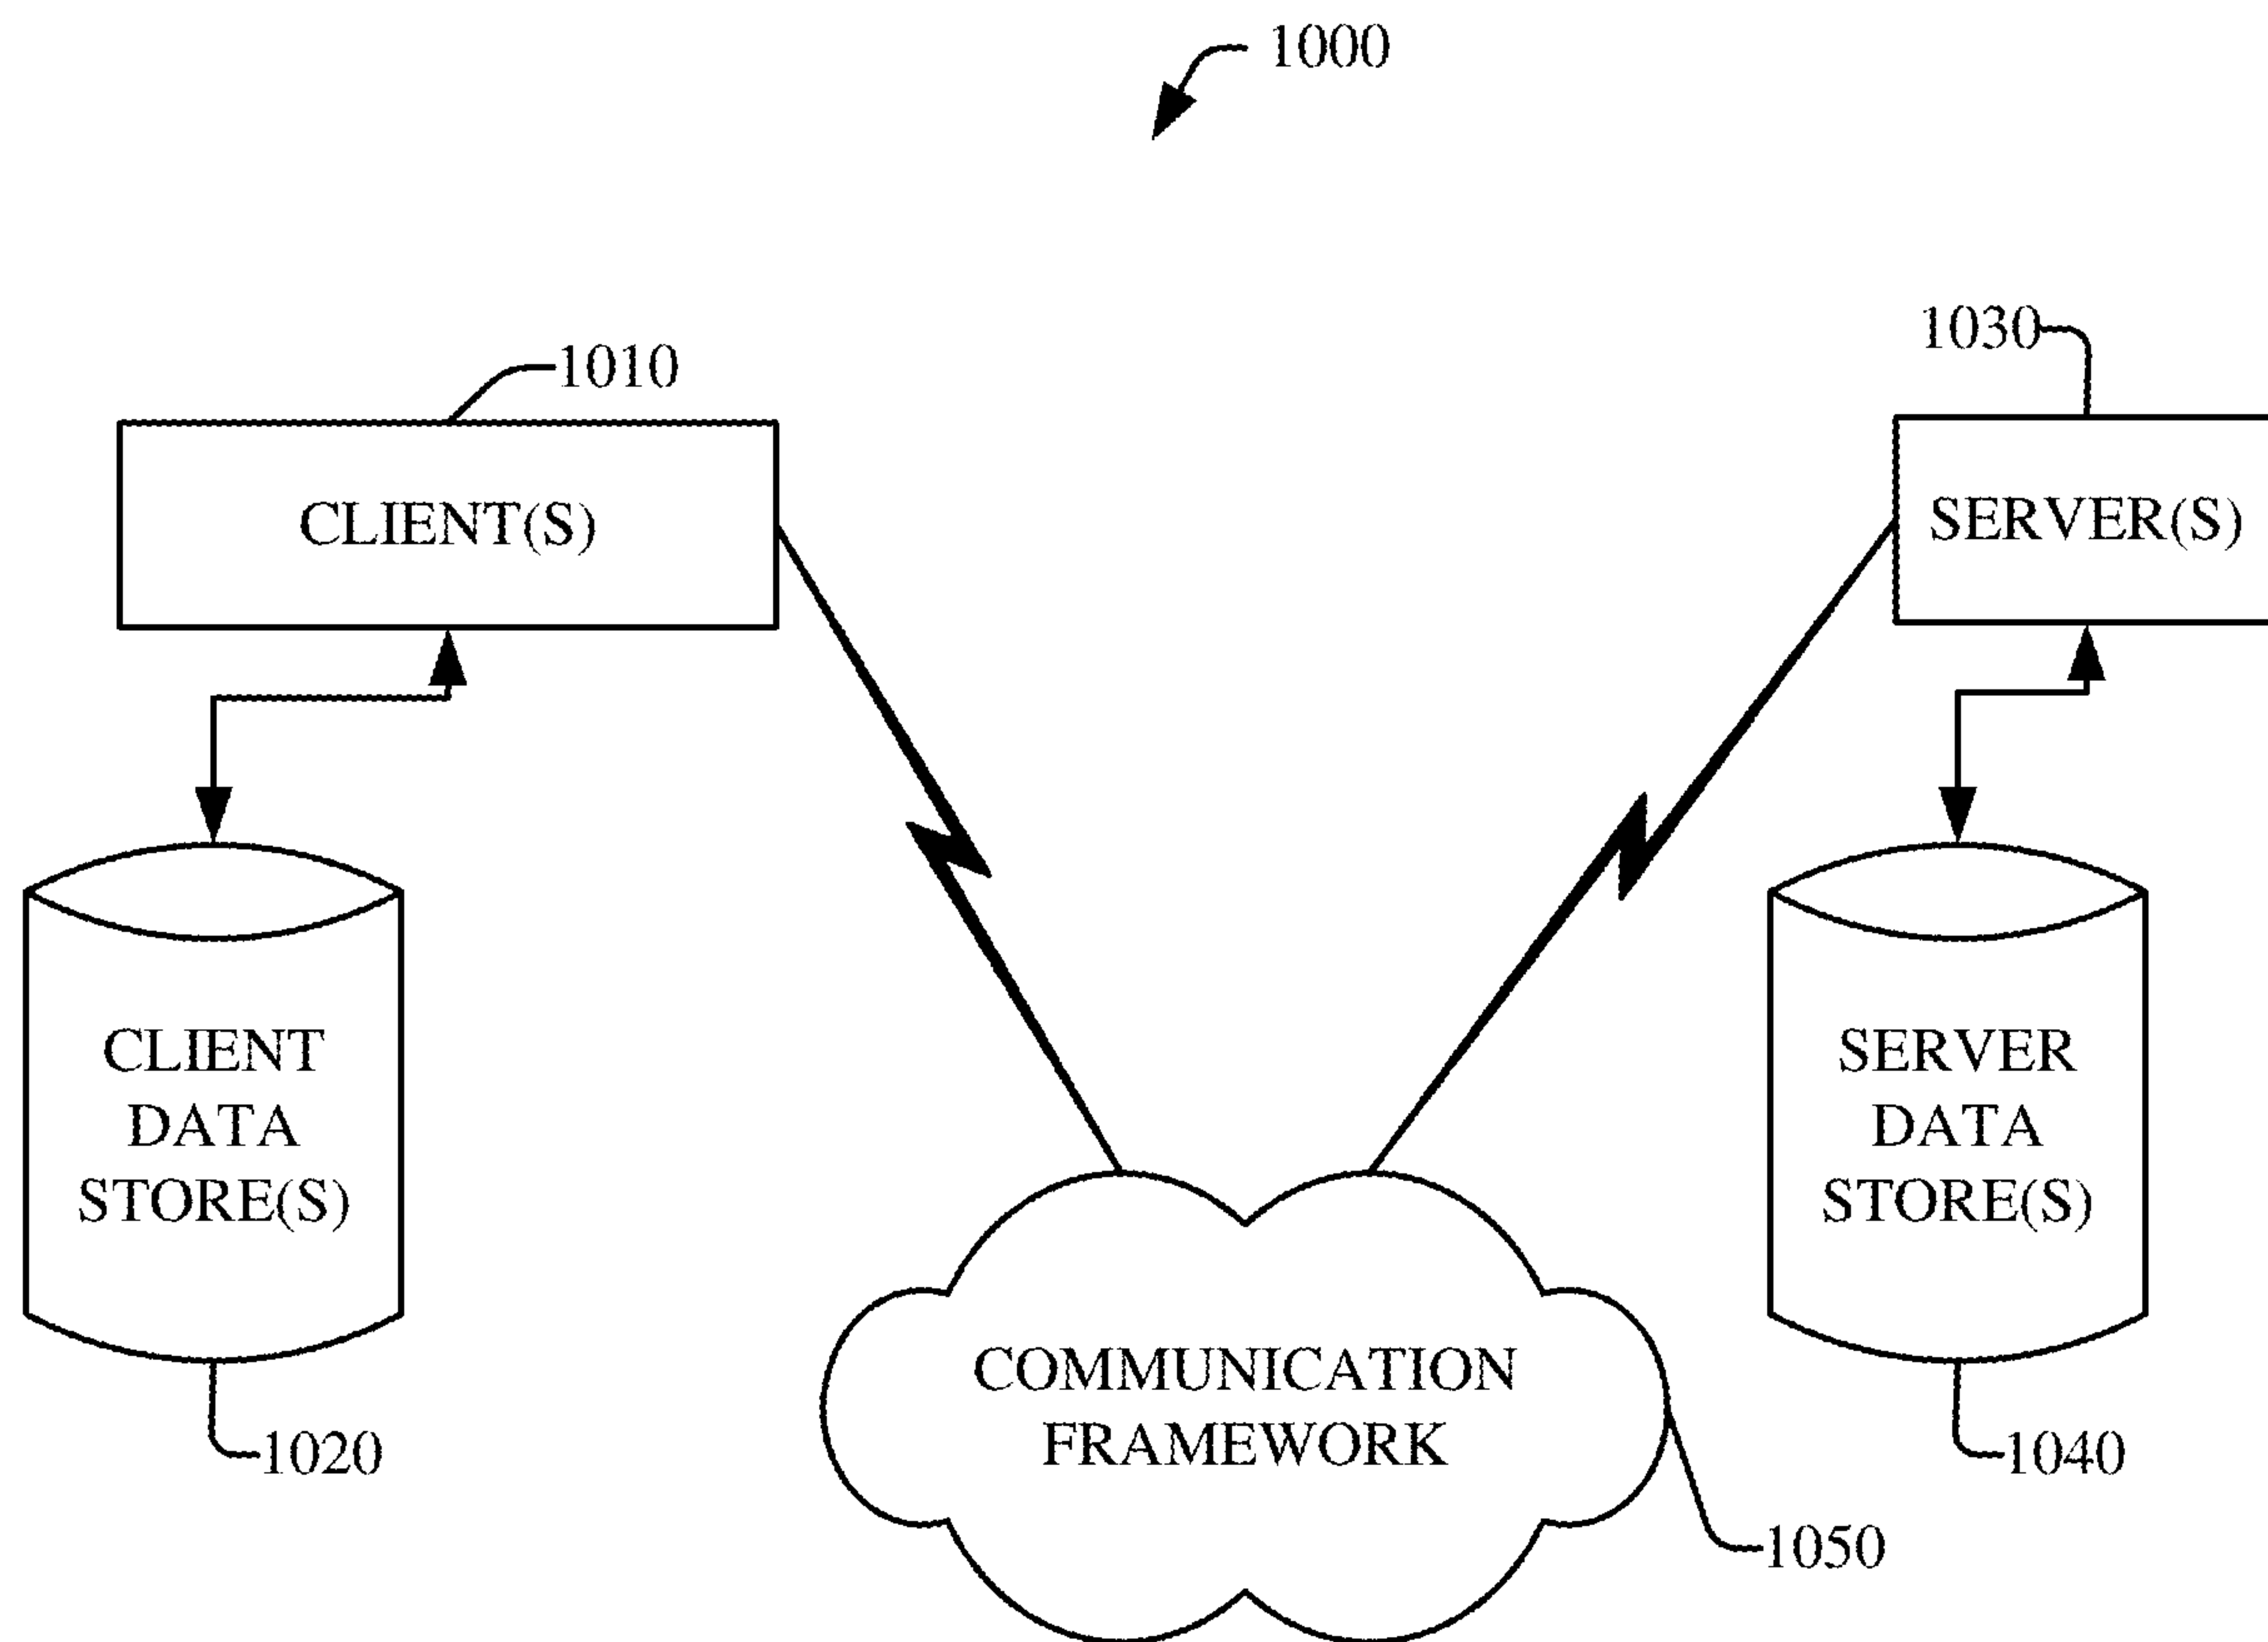 1000
1010
1030
CLIENT(S)
SERVER(S)
CLIENT
DATA
STORE(S)
SERVER
DATA
STORE(S)
COMMUNICATION
FRAMEWORK
1020
1040
1050